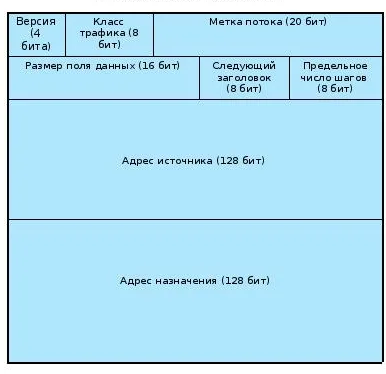 Версия
(4
бита)
Класс
трафика (8
бит)
Метка потока (20 бит)
Размер поля данных (16 бит)
Следующий
заголовок
(8 бит)
Предельное
число шагов
(8 бит)
Адрес источника (128 бит)
Адрес назначения (128 бит)